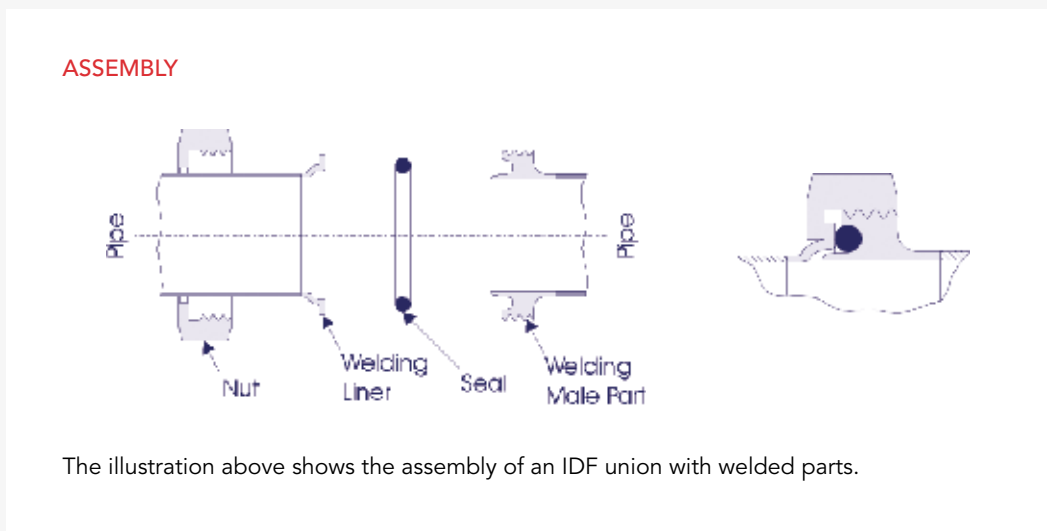 ASSEMBLY
Pipe
Pipe
Nut
Welding
Liner
Seal
Welding
Male Part
The illustration above shows the assembly of an IDF union with welded parts.